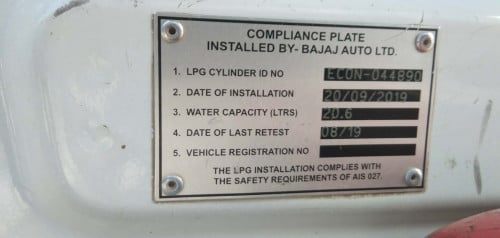 COMPLIANCE PLATE
INSTALLED BY- BAJAJ AUTO LTD.
1. LPG CYLINDER ID NO ECON-044890
2. DATE OF INSTALLATION 20/09/2019
3. WATER CAPACITY (LTRS) 20.6
4. DATE OF LAST RETEST 08/19
5. VEHICLE REGISTRATION NO
THE LPG INSTALLATION COMPLIES WITH
THE SAFETY REQUIREMENTS OF AIS 027.